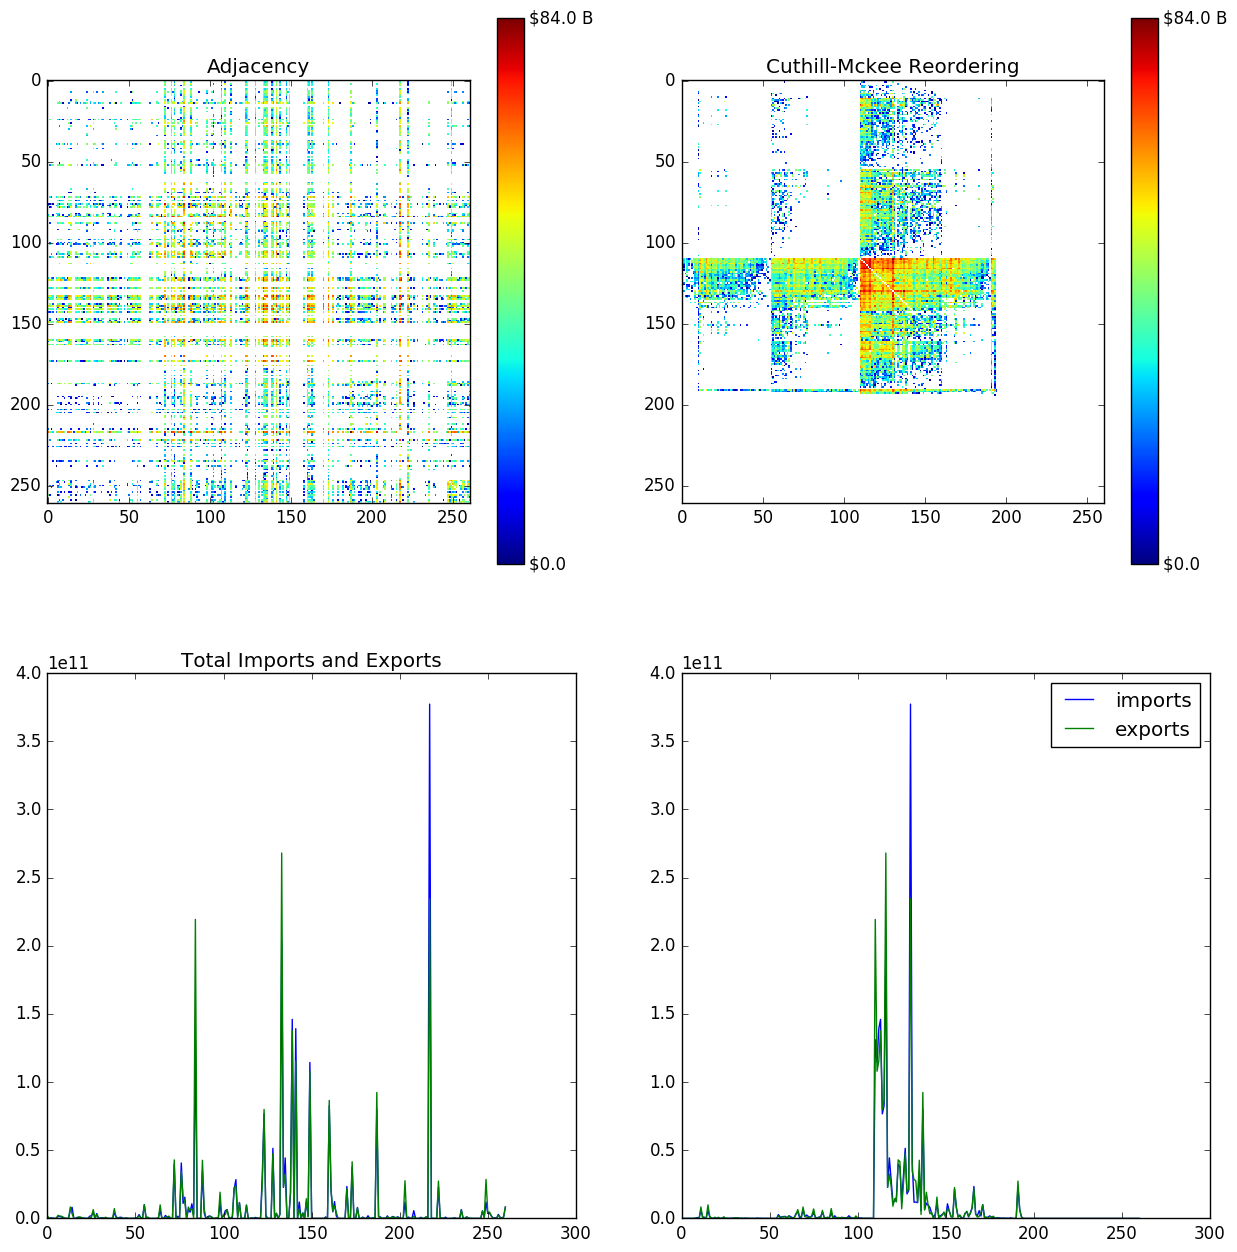 $84.0 B
$84.0 B
Adjacency
Cuthill-Mckee Reordering
0
50
100
150
200
250
0
50
100
150
200
250
$0.0
$0.0
0 50 100 150 200 250
0 50 100 150 200 250
1e11
Total Imports and Exports
1e11
4.0
3.5
3.0
2.5
2.0
1.5
1.0
0.5
0.0
0 50 100 150 200 250 300
4.0
3.5
3.0
2.5
2.0
1.5
1.0
0.5
0.0
imports
exports
0 50 100 150 200 250 300